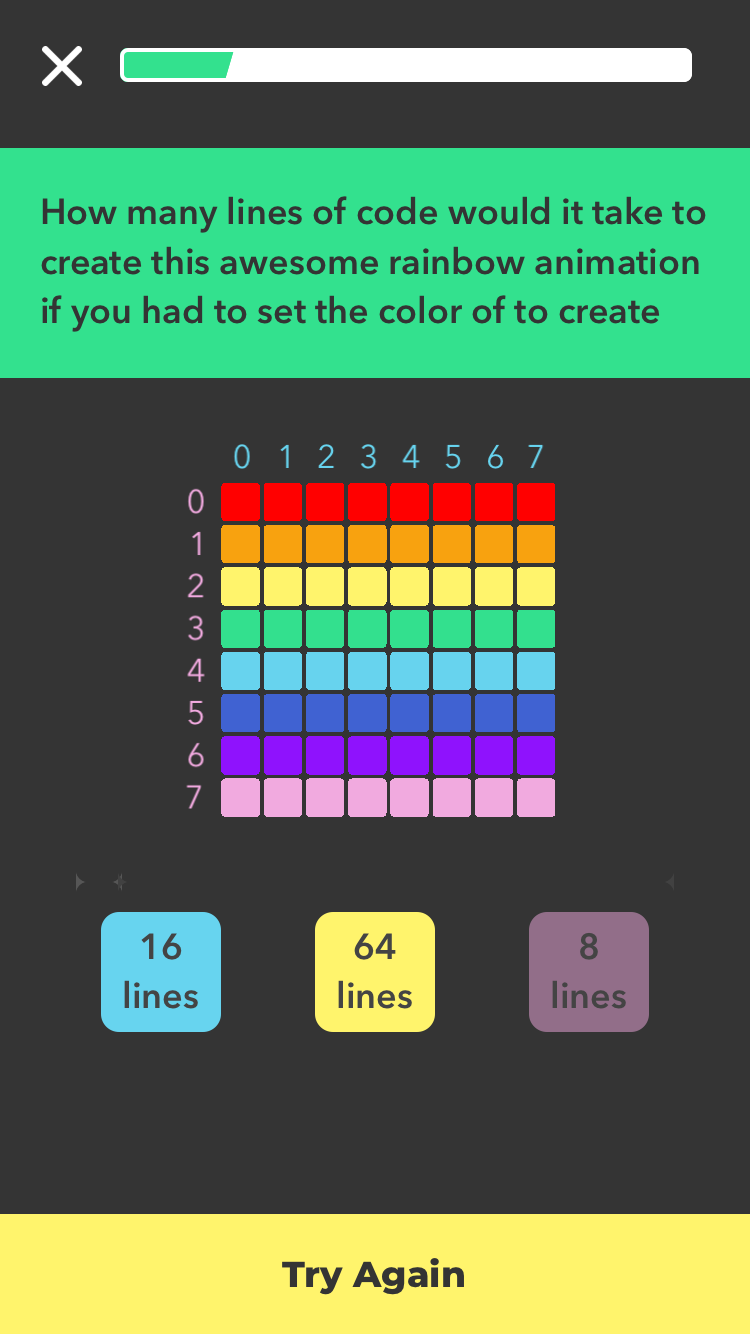 How many lines of code would it take to
create this awesome rainbow animation
if you had to set the color of to create
0 1 2 3 4 5 6 7
0
1
2
3
4
5
6
7
16 64 8
lines lines lines
Try Again